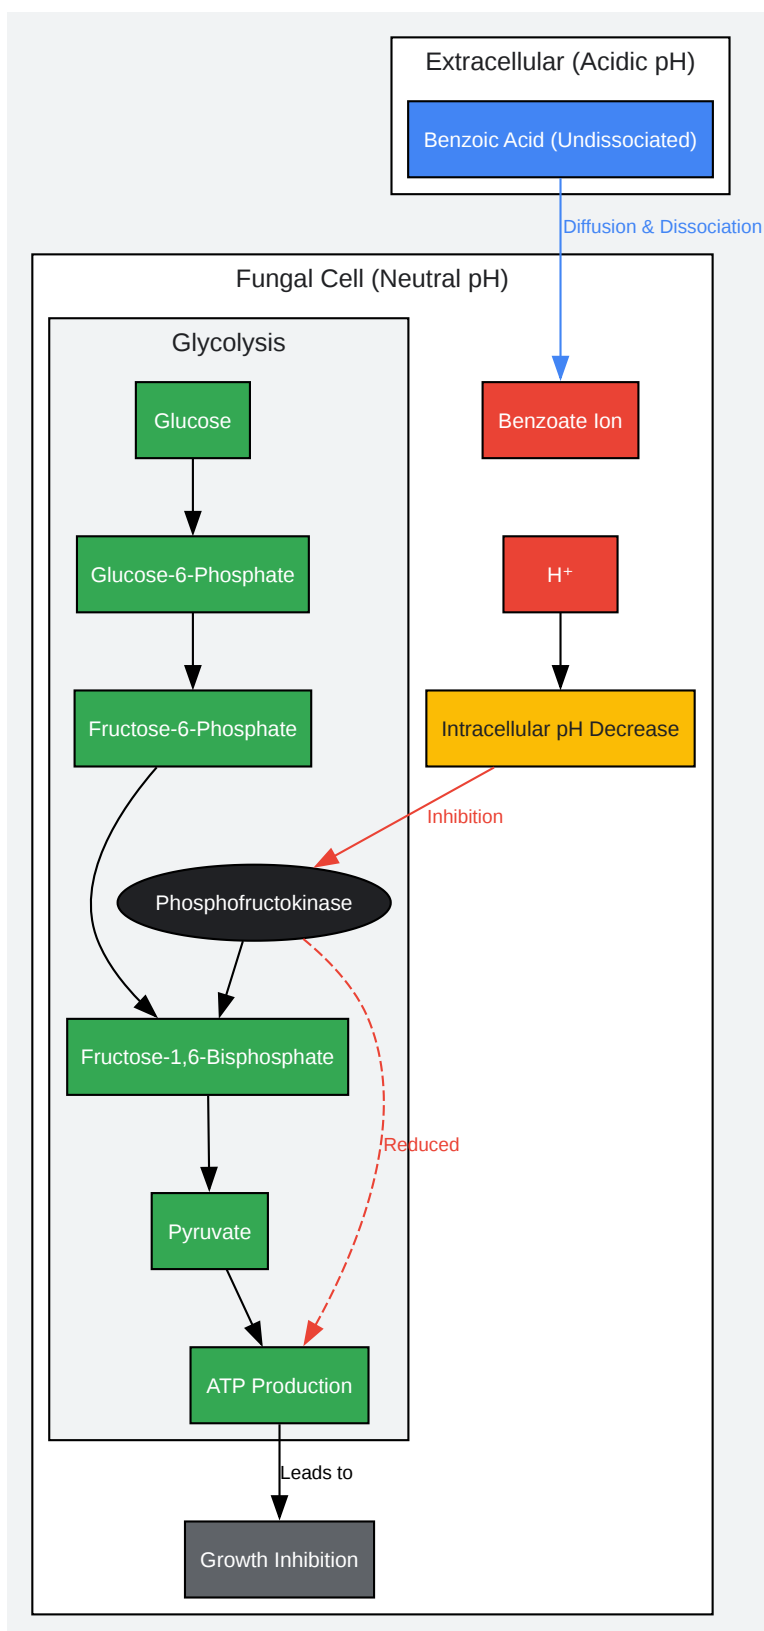 Extracellular (Acidic pH)
Benzoic Acid (Undissociated)
Diffusion & Dissociation
Fungal Cell (Neutral pH)
Glycolysis
Glucose
Benzoate Ion
Glucose-6-Phosphate
H⁺
Fructose-6-Phosphate
Intracellular pH Decrease
Inhibition
Phosphofructokinase
Fructose-1,6-Bisphosphate
Reduced
Pyruvate
ATP Production
Leads to
Growth Inhibition